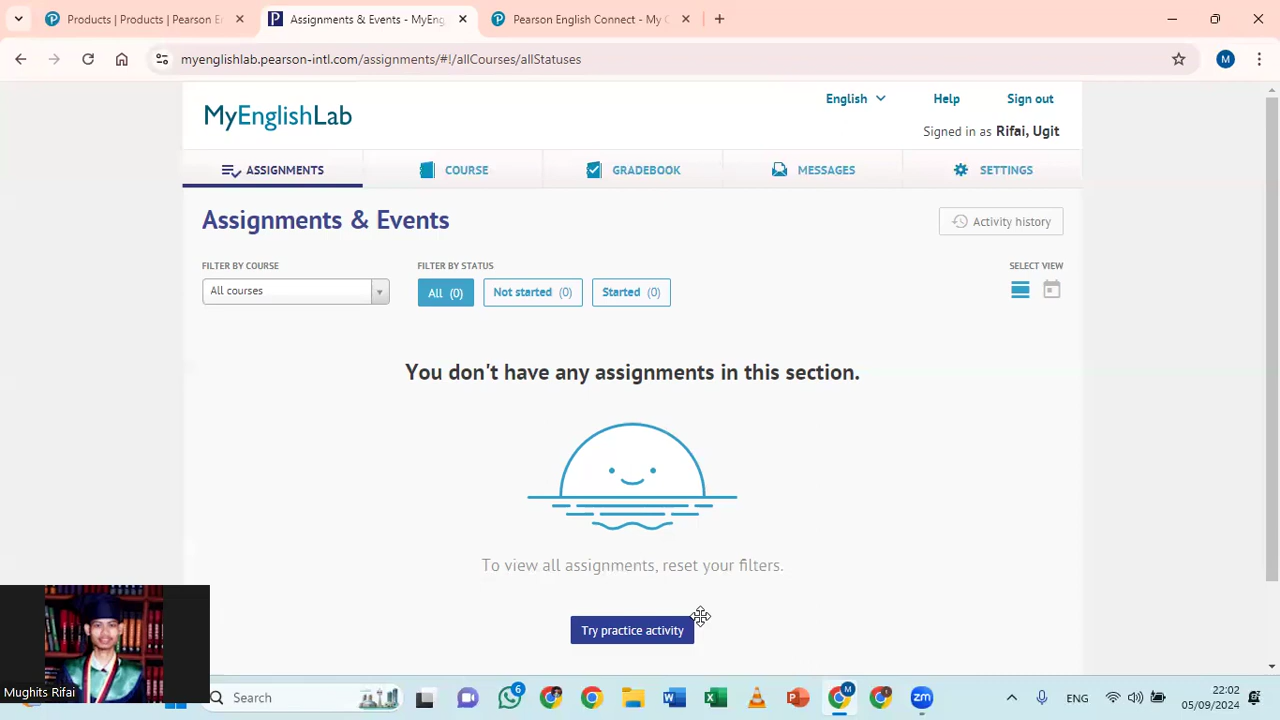 Products | Products | Pearson E
Assignments & Events - MyEng
Pearson English Connect - My C
myenglishlab.pearson-intl.com/assignments/#!/allCourses/allStatuses
M
English
Help
Sign out
MyEnglishLab
Signed in as Rifai, Ugit
ASSIGNMENTS
COURSE
GRADEBOOK
MESSAGES
SETTINGS
Assignments & Events
Activity history
FILTER BY COURSE
FILTER BY STATUS
SELECT VIEW
All courses
All (0)
Not started (0)
Started (0)
You don't have any assignments in this section.
To view all assignments, reset your filters.
Try practice activity
Mughits Rifai
Search
6
M
zm
ENG
22:02
05/09/2024